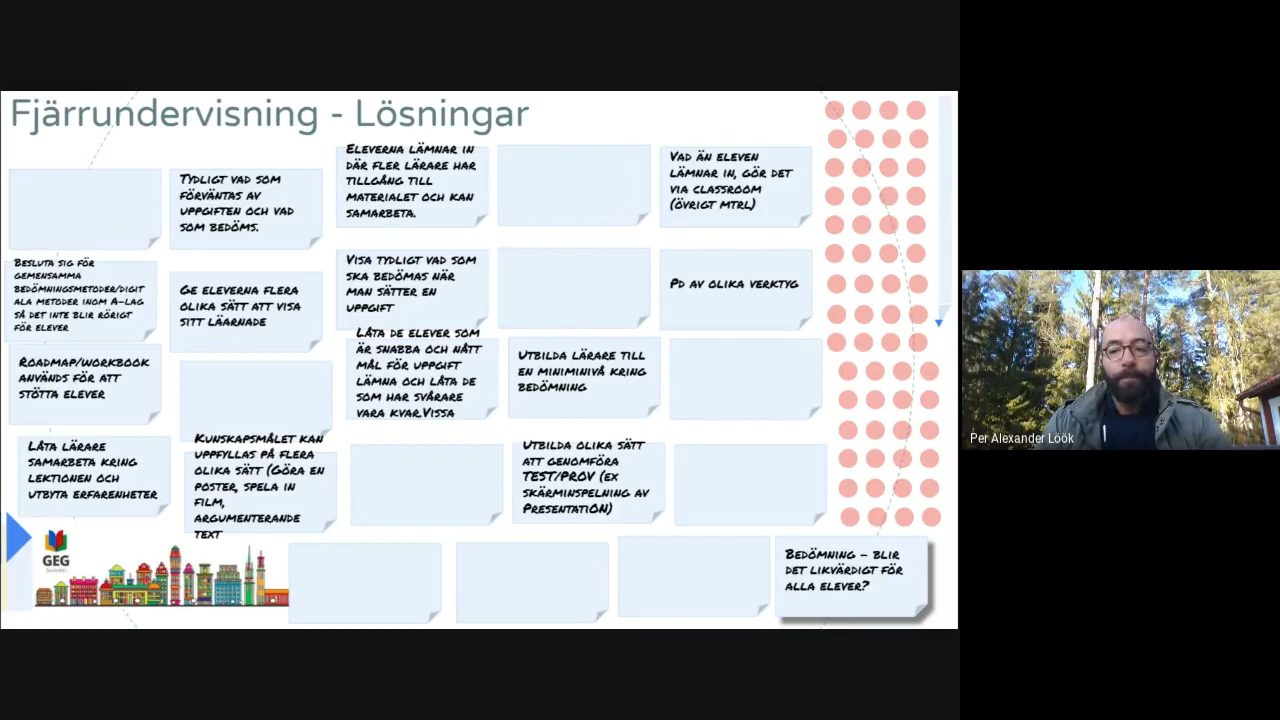 Fjärrundervisning - Lösningar
Tydligt vad som
förväntas av
uppgiften och vad
som bedöms.
Eleverna lämnar in
där fler lärare har
tillgång till
materialet och kan
samarbeta.
Vad än eleven
lämnar in, gör det
via classroom
(övrigt mtrl)
Besluta sig för
gemensamma
bedömningsmetoder/digit
ala metoder inom A-lag
så det inte blir rörigt
för elever
Ge eleverna flera
olika sätt att visa
sitt läarnade
Visa tydligt vad som
ska bedömas när
man sätter en
uppgift
Pd av olika verktyg
Roadmap/workbook
används för att
stötta elever
Låta de elever som
är snabba och nått
mål för uppgift
lämna och låta de
som har svårare
vara kvar.Vissa
Utbilda lärare till
en miniminivå kring
bedömning
Låta lärare
samarbeta kring
lektionen och
utbyta erfarenheter
Kunskapsmålet kan
uppfyllas på flera
olika sätt (Göra en
poster, spela in
film,
argumenterande
text
Utbilda olika sätt
att genomföra
TEST/PROV (ex
skärminspelning av
PresentatiON)
Bedömning – blir
det likvärdigt för
alla elever?
GEG
Sweden
Per Alexander Löök